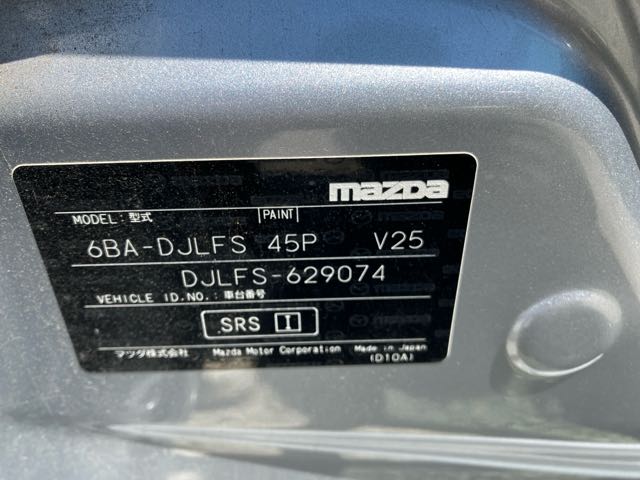 mazda
MODEL: 型式 PAINT
6BA-DJLFS 45P V25
DJLFS-629074
VEHICLE ID.NO.: 車台番号
SRS I
マツダ株式会社 Mazda Motor Corporation Made in Japan
(D10A)